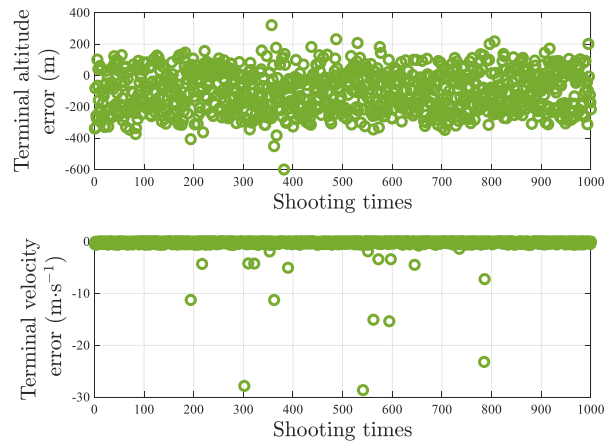 Terminal altitude
error (m)
400
200
0
-200
-400
-600
0 100 200 300 400 500 600 700 800 900 1000
Shooting times
Terminal velocity
error (m·s⁻¹)
0
-10
-20
-30
0 100 200 300 400 500 600 700 800 900 1000
Shooting times